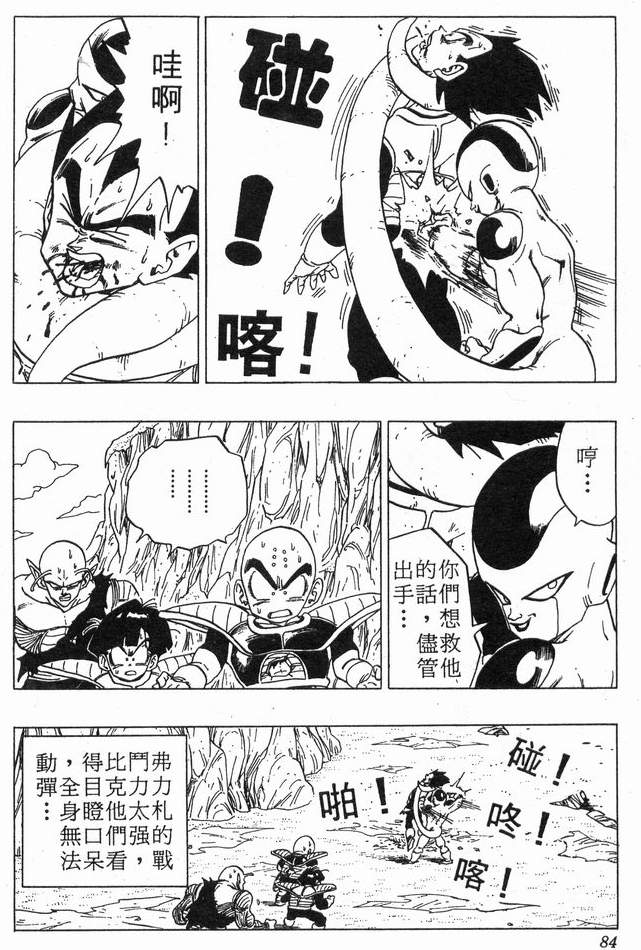 碰！
喀！
哇啊！
哼…
你們想救他
的話，儘管
出手…
………
碰！
咚！
喀！
啪！
弗力札的戰
鬥力太强，
比克他們看
得目瞪口呆
，全身無法
動彈…
84